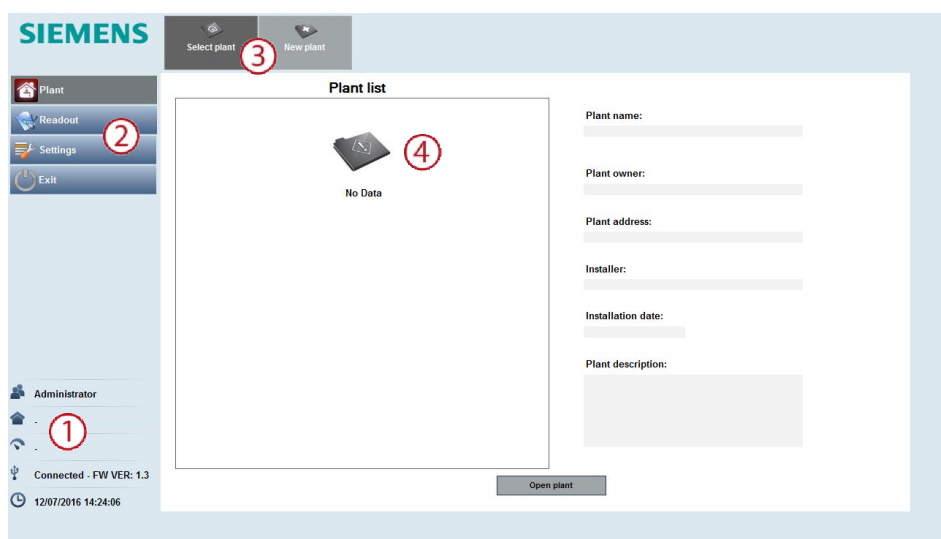 SIEMENS
Select plant
New plant
3
Plant
Readout
2
Settings
Exit
Plant list
4
No Data
Plant name:
Plant owner:
Plant address:
Installer:
Installation date:
Plant description:
Administrator
-
1
-
Connected - FW VER: 1.3
12/07/2016 14:24:06
Open plant